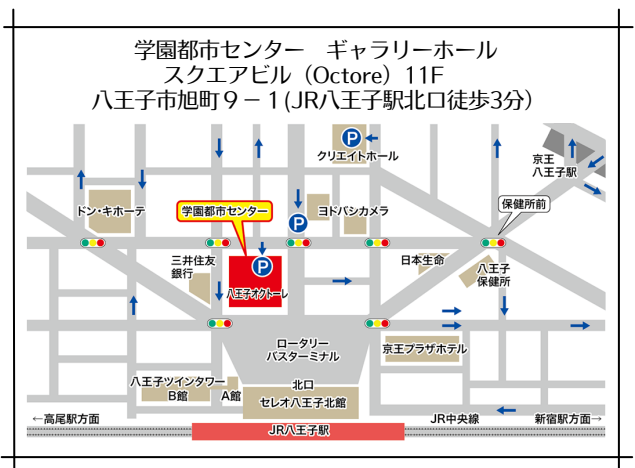 学園都市センター　ギャラリーホール
スクエアビル（Octore）11F
八王子市旭町９－１(JR八王子駅北口徒歩3分）
P
クリエイトホール
京王
八王子駅
ドン・キホーテ
学園都市センター
P
ヨドバシカメラ
保健所前
三井住友
銀行
P
八王子オクトーレ
日本生命
八王子
保健所
ロータリー
バスターミナル
京王プラザホテル
八王子ツインタワー
B館
A館
北口
セレオ八王子北館
←高尾駅方面
JR中央線
新宿駅方面→
JR八王子駅